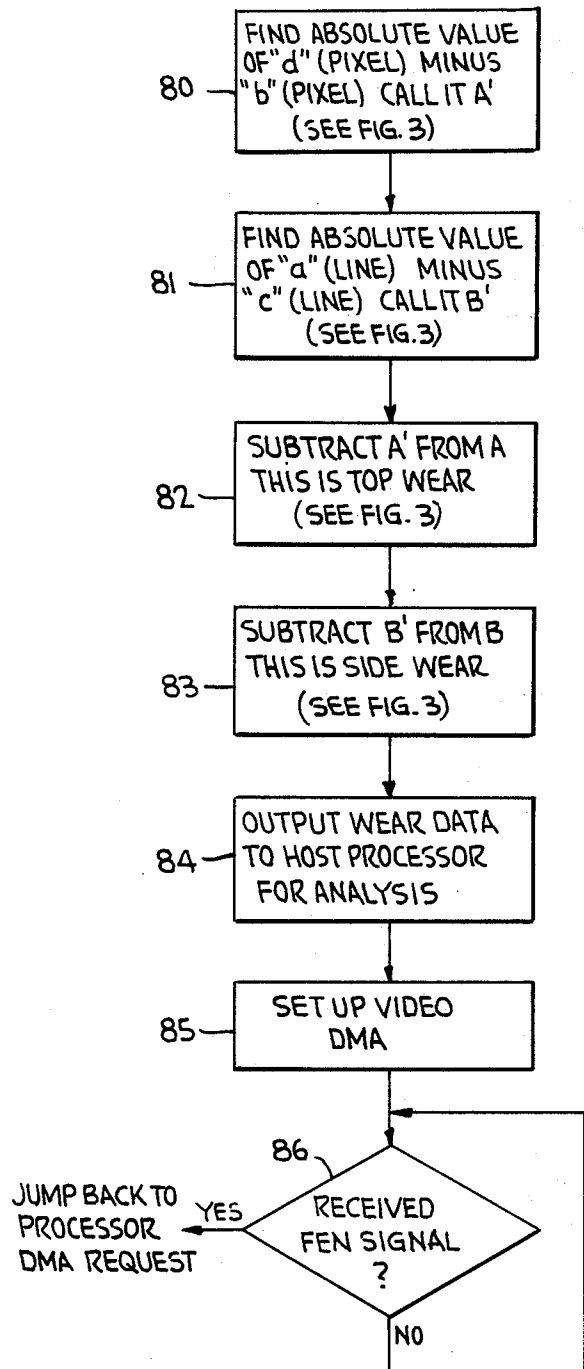 80
FIND ABSOLUTE VALUE
OF "d" (PIXEL) MINUS
"b" (PIXEL) CALL IT A'
(SEE FIG. 3)
81
FIND ABSOLUTE VALUE
OF "a" (LINE) MINUS
"c" (LINE) CALL IT B'
(SEE FIG. 3)
82
SUBTRACT A' FROM A
THIS IS TOP WEAR
(SEE FIG. 3)
83
SUBTRACT B' FROM B
THIS IS SIDE WEAR
(SEE FIG. 3)
84
OUTPUT WEAR DATA
TO HOST PROCESSOR
FOR ANALYSIS
85
SET UP VIDEO
DMA
86
RECEIVED
FEN SIGNAL
?
YES
JUMP BACK TO
PROCESSOR
DMA REQUEST
NO